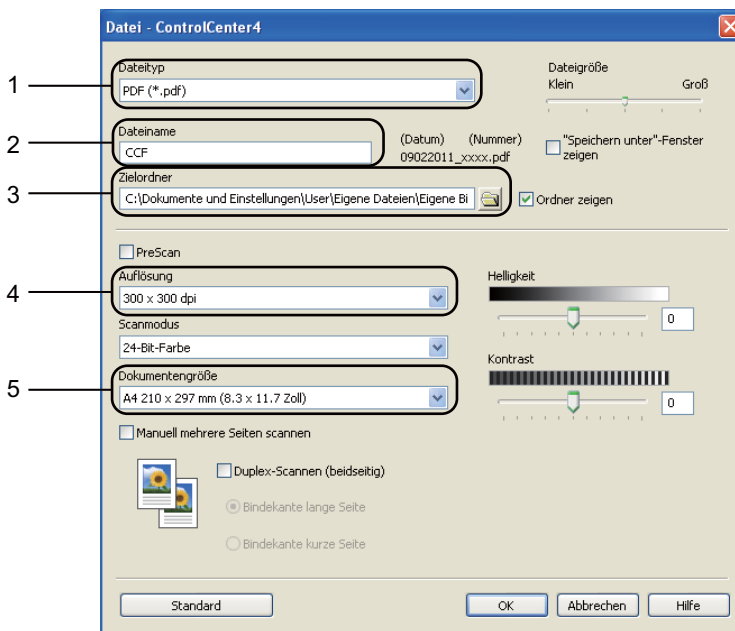 Datei - ControlCenter4
1
Dateityp
PDF (*.pdf)
Dateigröße
Klein Groß
2
Dateiname
CCF
(Datum) (Nummer)
09022011_xxxx.pdf
"Speichern unter"-Fenster
zeigen
3
Zielordner
C:\Dokumente und Einstellungen\User\Eigene Dateien\Eigene Bi
Ordner zeigen
PreScan
4
Auflösung
300 x 300 dpi
Helligkeit
0
Scanmodus
24-Bit-Farbe
Kontrast
0
5
Dokumentengröße
A4 210 x 297 mm (8.3 x 11.7 Zoll)
Manuell mehrere Seiten scannen
Duplex-Scannen (beidseitig)
Bindekante lange Seite
Bindekante kurze Seite
Standard OK Abbrechen Hilfe